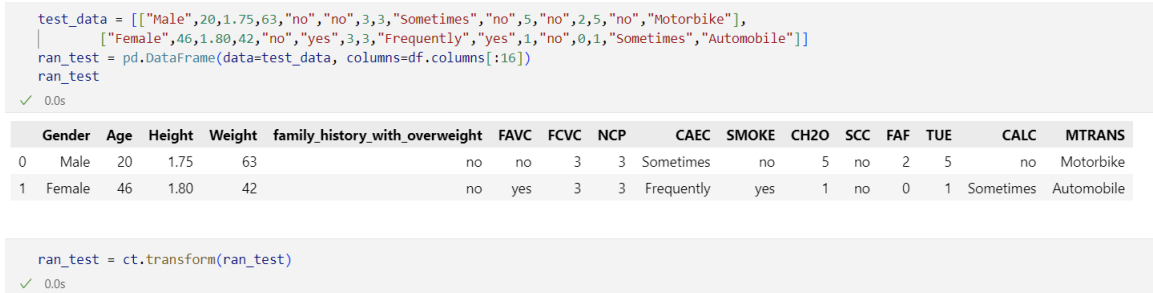 test_data = [["Male",20,1.75,63,"no","no",3,3,"Sometimes","no",5,"no",2,5,"no","Motorbike"],
["Female",46,1.80,42,"no","yes",3,3,"Frequently","yes",1,"no",0,1,"Sometimes","Automobile"]]
ran_test = pd.DataFrame(data=test_data, columns=df.columns[:16])
ran_test
0.0s
Gender Age Height Weight family_history_with_overweight FAVC FCVC NCP CAEC SMOKE CH2O SCC FAF TUE CALC MTRANS
0 Male 20 1.75 63 no no 3 3 Sometimes no 5 no 2 5 no Motorbike
1 Female 46 1.80 42 no yes 3 3 Frequently yes 1 no 0 1 Sometimes Automobile
ran_test = ct.transform(ran_test)
0.0s